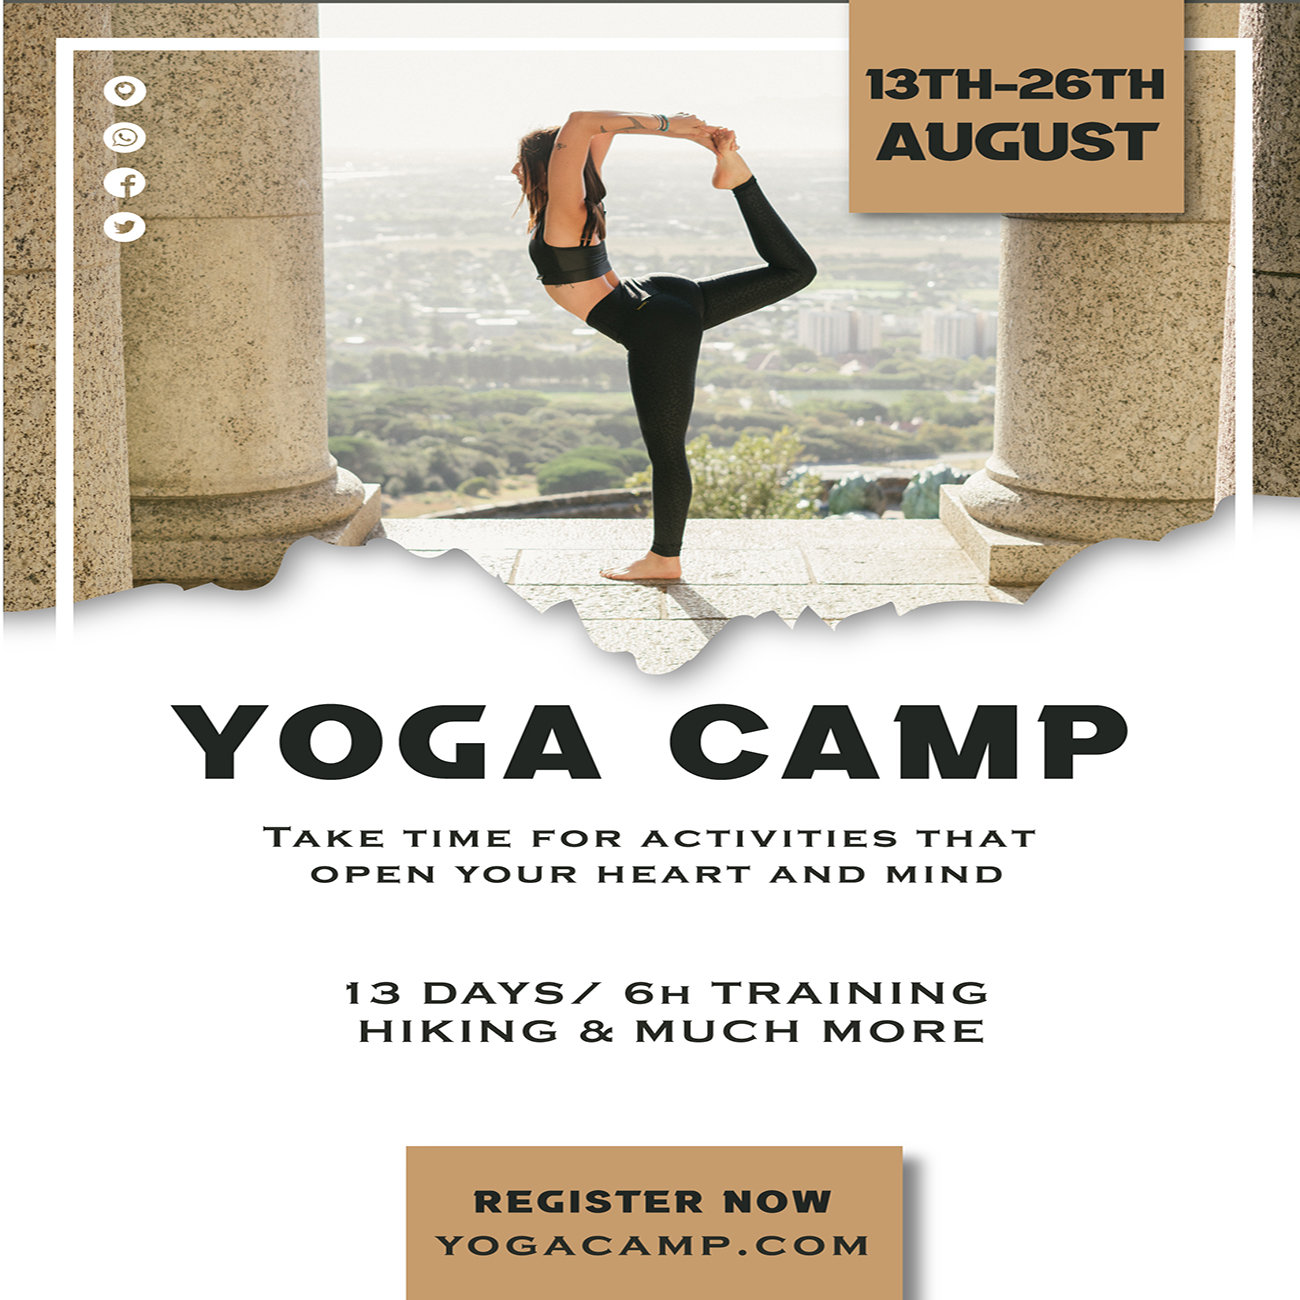 13TH-26TH
AUGUST
YOGA CAMP
TAKE TIME FOR ACTIVITIES THAT
OPEN YOUR HEART AND MIND
13 DAYS/ 6H TRAINING
HIKING & MUCH MORE
REGISTER NOW
YOGACAMP.COM